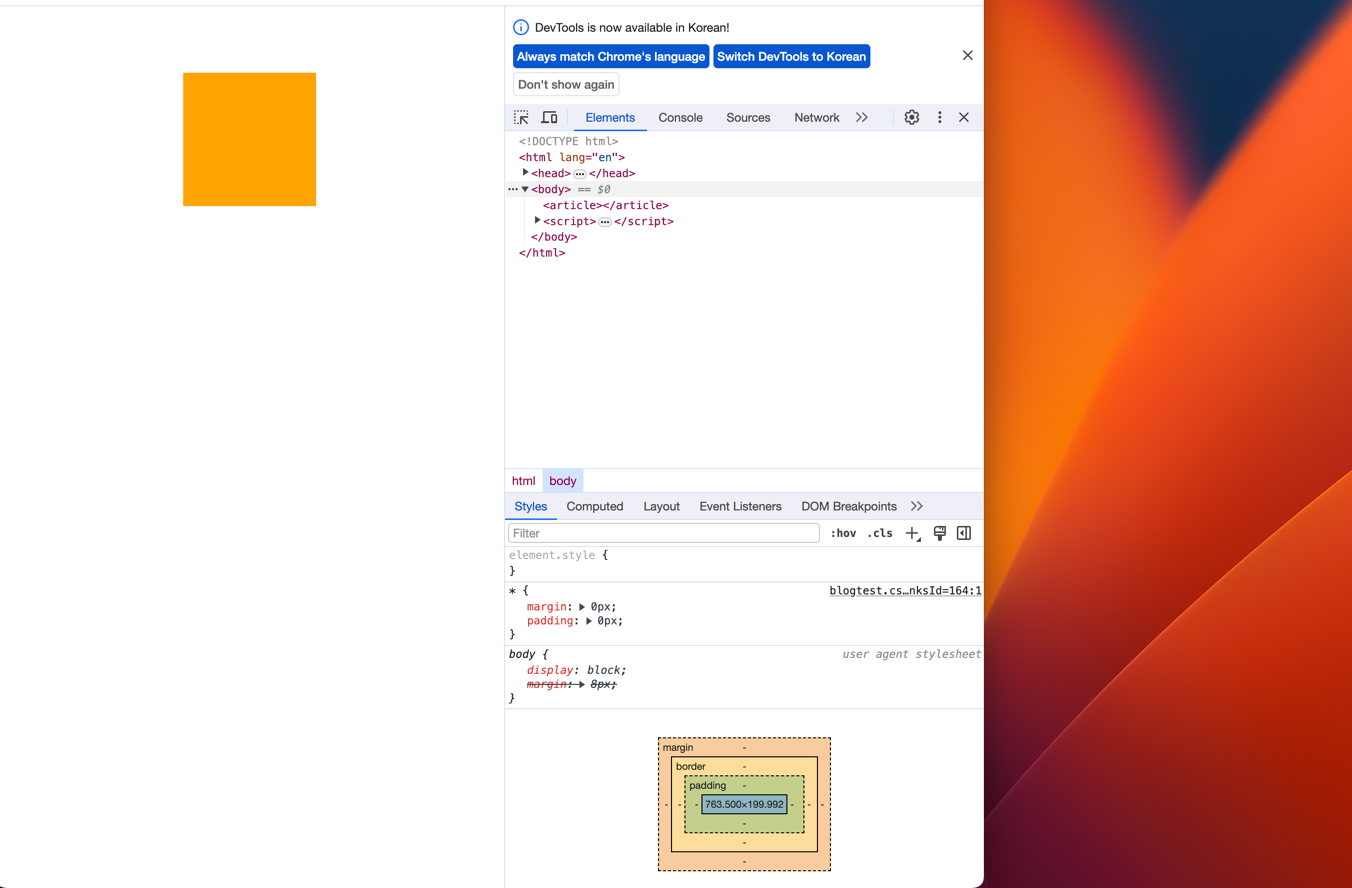 DevTools is now available in Korean!
Always match Chrome's language Switch DevTools to Korean
Don't show again
Elements Console Sources Network
<!DOCTYPE html>
<html lang="en">
<head> </head>
<body> == $0
<article></article>
<script> </script>
</body>
</html>
html body
Styles Computed Layout Event Listeners DOM Breakpoints
Filter :hov .cls
element.style {
}
* { blogtest.cs…nksId=164:1
margin: 0px;
padding: 0px;
}
body { user agent stylesheet
display: block;
margin: 8px;
}
margin -
border -
padding -
- - - 763.500×199.992 - - -
-
-
-